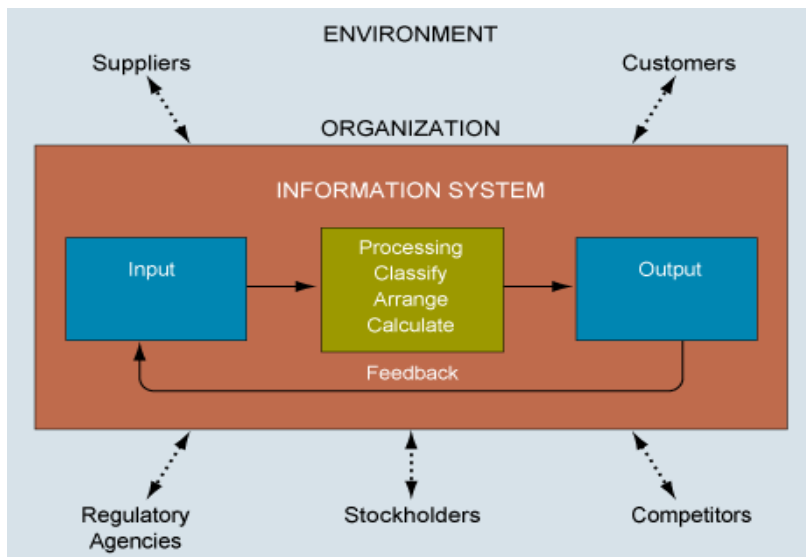 ENVIRONMENT
Suppliers
Customers
ORGANIZATION
INFORMATION SYSTEM
Input
Processing
Classify
Arrange
Calculate
Output
Feedback
Regulatory
Agencies
Stockholders
Competitors